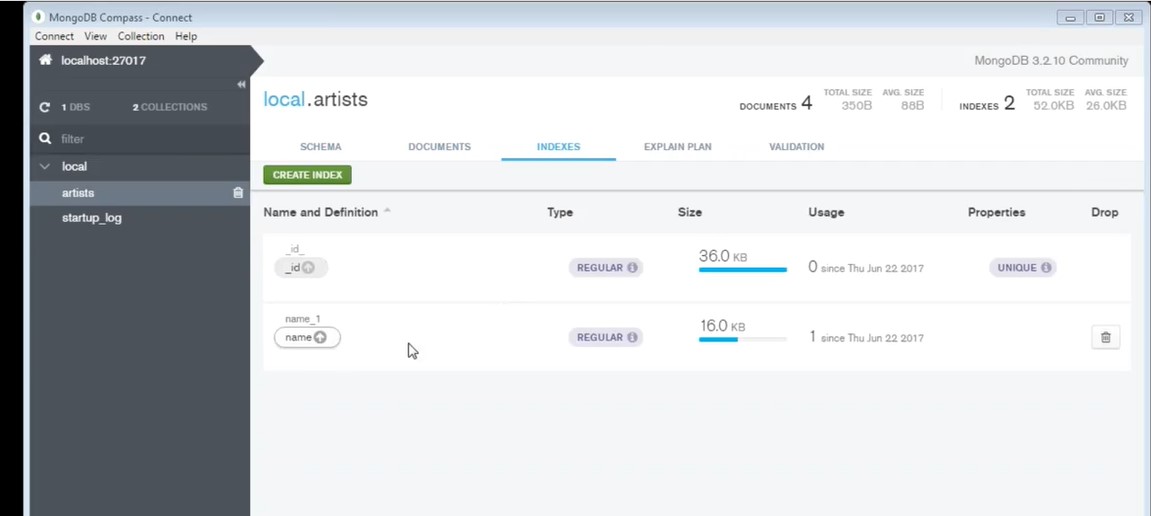 MongoDB Compass - Connect
Connect View Collection Help
localhost:27017
MongoDB 3.2.10 Community
1 DBS 2 COLLECTIONS
local.artists
DOCUMENTS 4 TOTAL SIZE 350B AVG. SIZE 88B INDEXES 2 TOTAL SIZE 52.0KB AVG. SIZE 26.0KB
filter
SCHEMA DOCUMENTS INDEXES EXPLAIN PLAN VALIDATION
local
CREATE INDEX
artists
startup_log
Name and Definition Type Size Usage Properties Drop
_id_
_id REGULAR 36.0 KB 0 since Thu Jun 22 2017 UNIQUE
name_1
name REGULAR 16.0 KB 1 since Thu Jun 22 2017